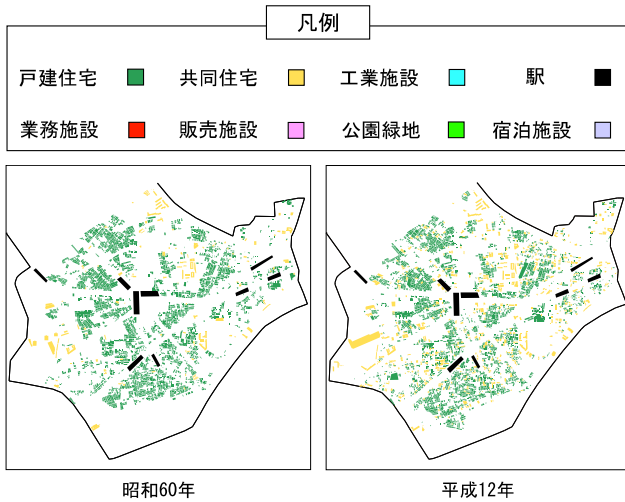 凡例
戸建住宅 共同住宅 工業施設 駅
業務施設 販売施設 公園緑地 宿泊施設
昭和60年 平成12年